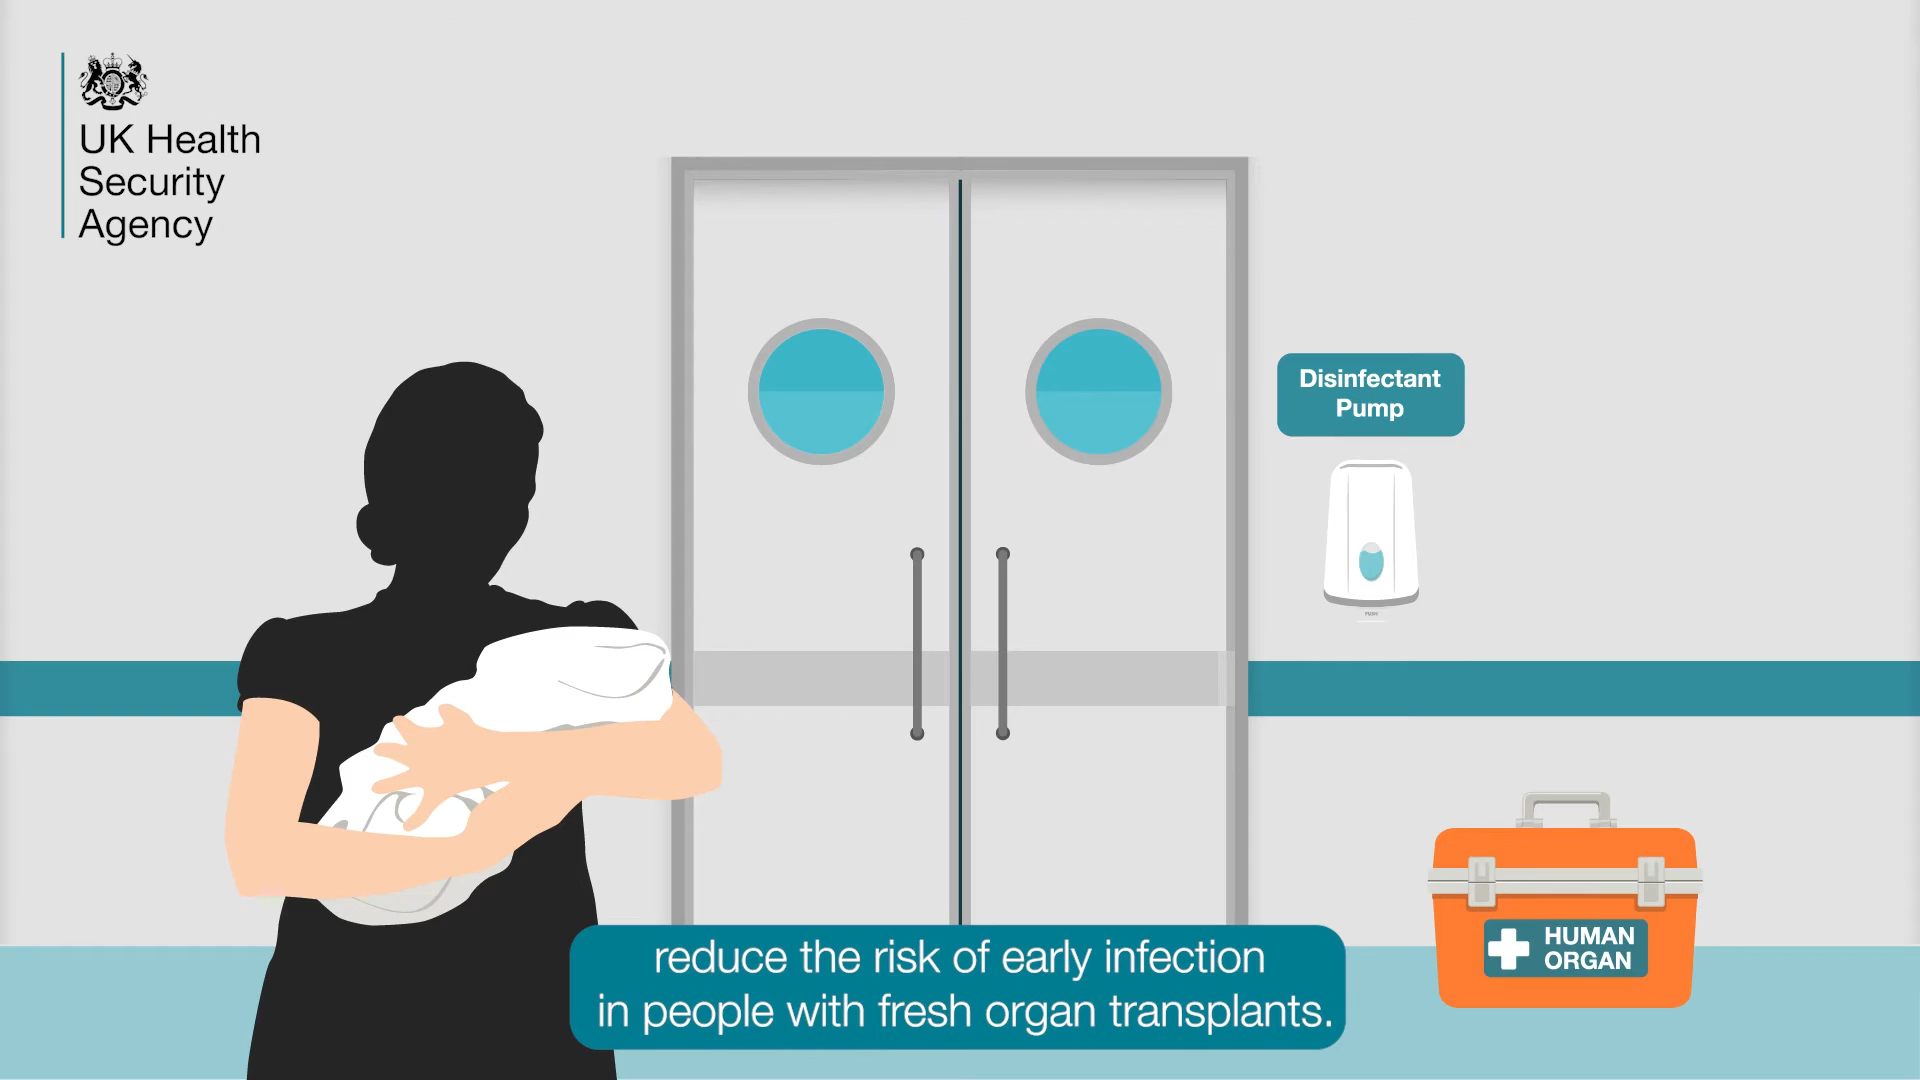 UK Health
Security
Agency
Disinfectant
Pump
PUSH
HUMAN
ORGAN
reduce the risk of early infection
in people with fresh organ transplants.